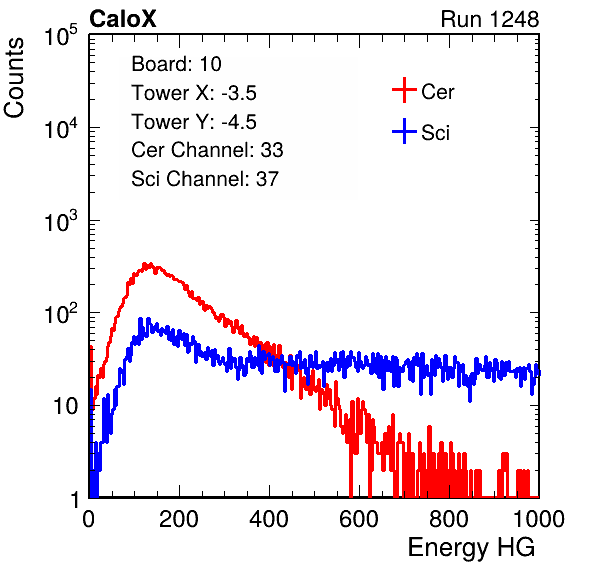 CaloX Run 1248
Counts
10^5
10^4
10^3
10^2
10
1
Board: 10
Tower X: -3.5
Tower Y: -4.5
Cer Channel: 33
Sci Channel: 37
Cer
Sci
0 200 400 600 800 1000
Energy HG